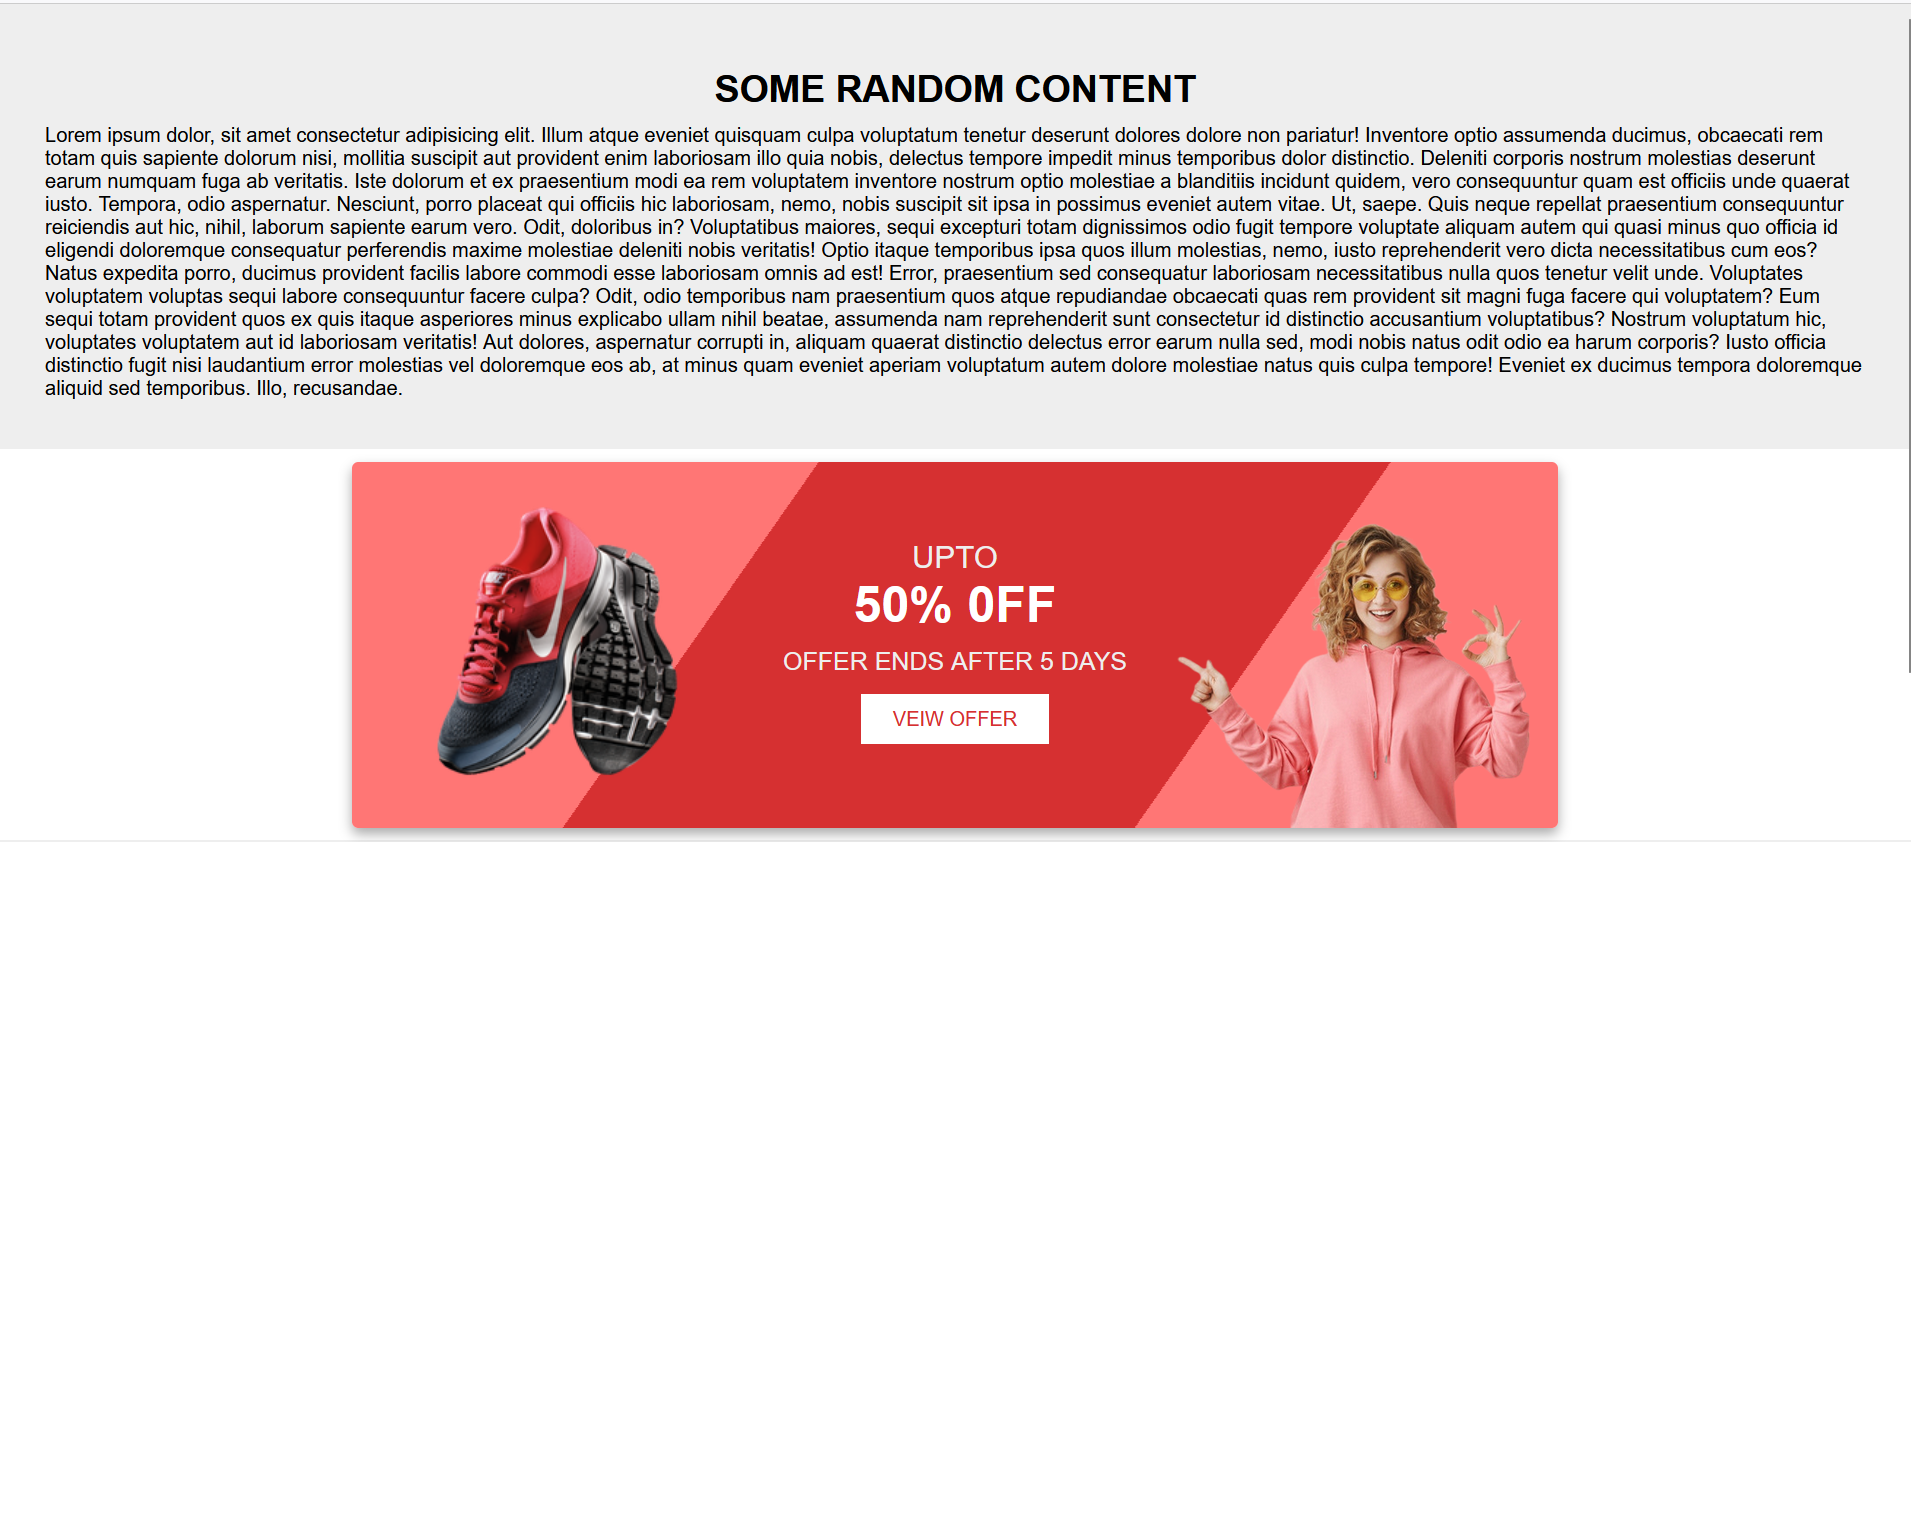 SOME RANDOM CONTENT
Lorem ipsum dolor, sit amet consectetur adipisicing elit. Illum atque eveniet quisquam culpa voluptatum tenetur deserunt dolores dolore non pariatur! Inventore optio assumenda ducimus, obcaecati rem
totam quis sapiente dolorum nisi, mollitia suscipit aut provident enim laboriosam illo quia nobis, delectus tempore impedit minus temporibus dolor distinctio. Deleniti corporis nostrum molestias deserunt
earum numquam fuga ab veritatis. Iste dolorum et ex praesentium modi ea rem voluptatem inventore nostrum optio molestiae a blanditiis incidunt quidem, vero consequuntur quam est officiis unde quaerat
iusto. Tempora, odio aspernatur. Nesciunt, porro placeat qui officiis hic laboriosam, nemo, nobis suscipit sit ipsa in possimus eveniet autem vitae. Ut, saepe. Quis neque repellat praesentium consequuntur
reiciendis aut hic, nihil, laborum sapiente earum vero. Odit, doloribus in? Voluptatibus maiores, sequi excepturi totam dignissimos odio fugit tempore voluptate aliquam autem qui quasi minus quo officia id
eligendi doloremque consequatur perferendis maxime molestiae deleniti nobis veritatis! Optio itaque temporibus ipsa quos illum molestias, nemo, iusto reprehenderit vero dicta necessitatibus cum eos?
Natus expedita porro, ducimus provident facilis labore commodi esse laboriosam omnis ad est! Error, praesentium sed consequatur laboriosam necessitatibus nulla quos tenetur velit unde. Voluptates
voluptatem voluptas sequi labore consequuntur facere culpa? Odit, odio temporibus nam praesentium quos atque repudiandae obcaecati quas rem provident sit magni fuga facere qui voluptatem? Eum
sequi totam provident quos ex quis itaque asperiores minus explicabo ullam nihil beatae, assumenda nam reprehenderit sunt consectetur id distinctio accusantium voluptatibus? Nostrum voluptatum hic,
voluptates voluptatem aut id laboriosam veritatis! Aut dolores, aspernatur corrupti in, aliquam quaerat distinctio delectus error earum nulla sed, modi nobis natus odit odio ea harum corporis? Iusto officia
distinctio fugit nisi laudantium error molestias vel doloremque eos ab, at minus quam eveniet aperiam voluptatum autem dolore molestiae natus quis culpa tempore! Eveniet ex ducimus tempora doloremque
aliquid sed temporibus. Illo, recusandae.
NIKE
UPTO
50% 0FF
OFFER ENDS AFTER 5 DAYS
VEIW OFFER